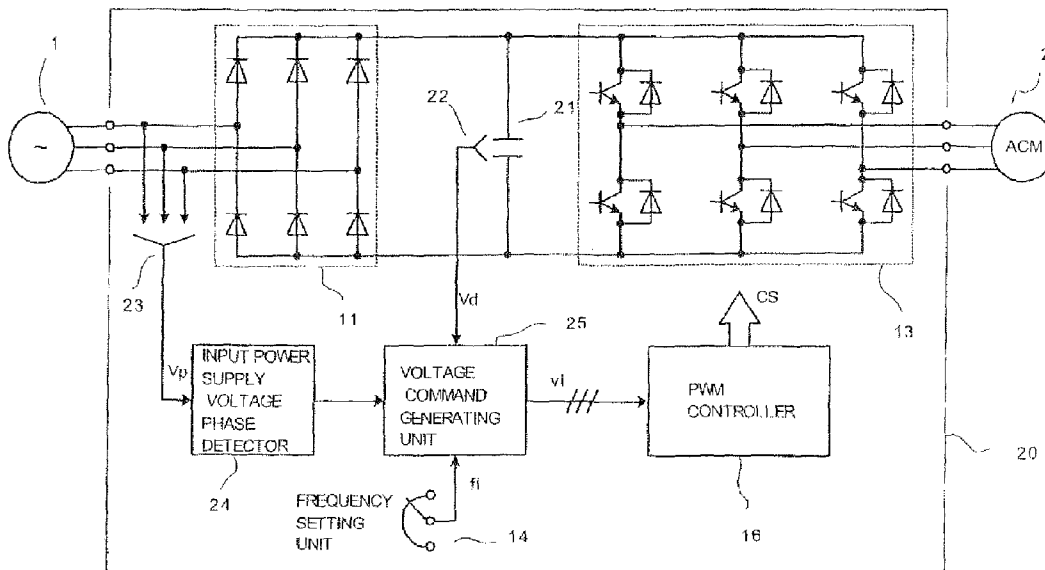 1
22
21
2
~
ACM
23
11
Vd
CS
13
25
Vp
INPUT POWER
SUPPLY
VOLTAGE
PHASE
DETECTOR
VOLTAGE
COMMAND
GENERATING
UNIT
vi
PWM
CONTROLLER
20
24
fi
16
FREQUENCY
SETTING
UNIT
14